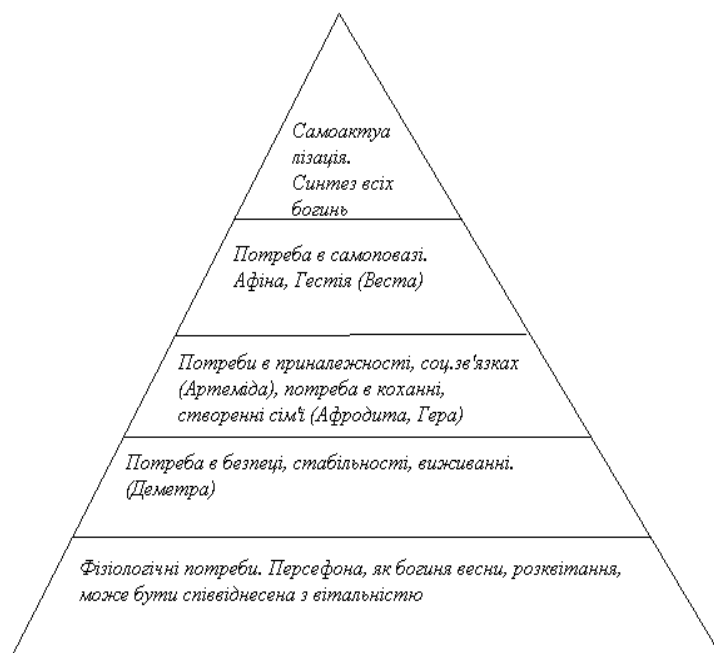 Самоактуа
лізація.
Синтез всіх
богинь
Потреба в самоповазі.
Афіна, Гестія (Веста)
Потреби в приналежності, соц.зв'язках
(Артеміда), потреба в коханні,
створенні сім'ї (Афродита, Гера)
Потреба в безпеці, стабільності, виживанні.
(Деметра)
Фізіологічні потреби. Персефона, як богиня весни, розквітання,
може бути співвіднесена з вітальністю